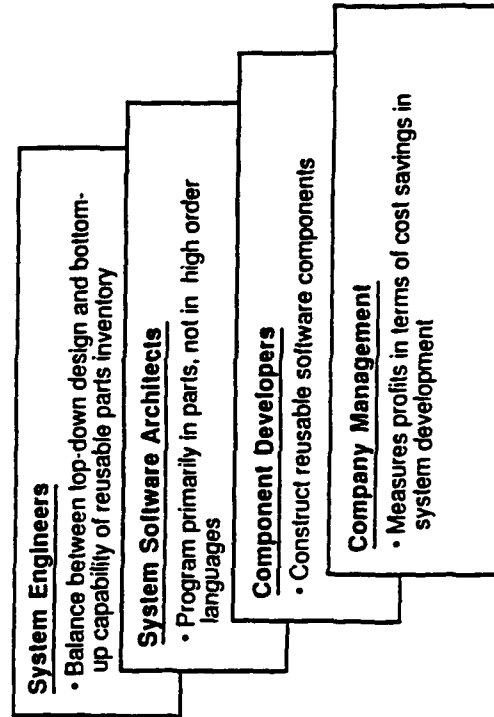 System Engineers
• Balance between top-down design and bottom-
up capability of reusable parts inventory
System Software Architects
• Program primarily in parts, not in high order
languages
Component Developers
• Construct reusable software components
Company Management
• Measures profits in terms of cost savings in
system development